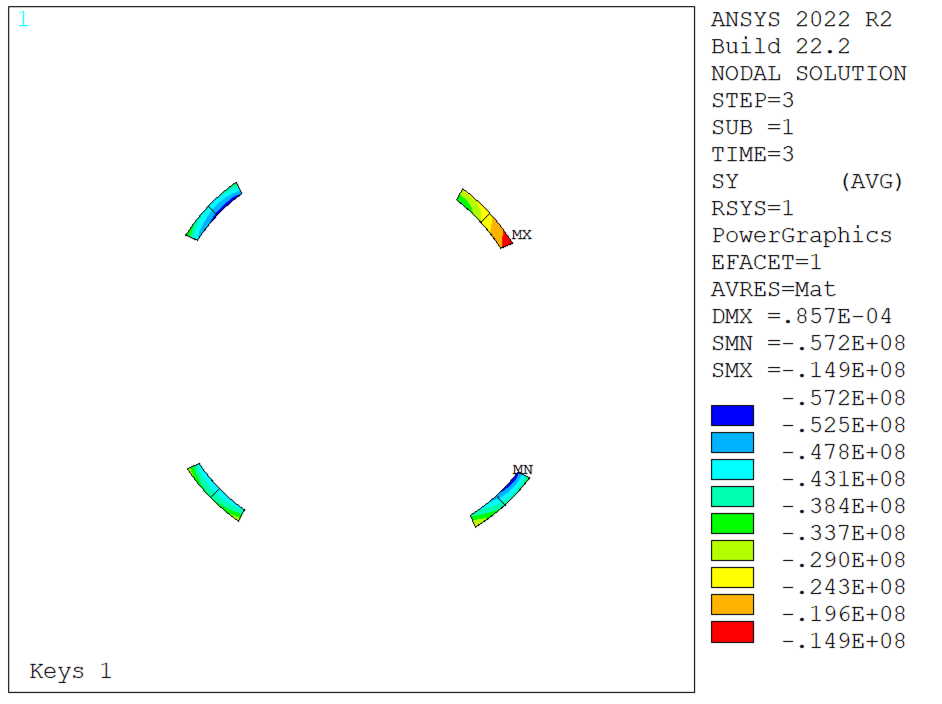 1
ANSYS 2022 R2
Build 22.2
NODAL SOLUTION
STEP=3
SUB =1
TIME=3
SY (AVG)
RSYS=1
PowerGraphics
EFACET=1
AVRES=Mat
DMX =.857E-04
SMN =-.572E+08
SMX =-.149E+08
-.572E+08
-.525E+08
-.478E+08
-.431E+08
-.384E+08
-.337E+08
-.290E+08
-.243E+08
-.196E+08
-.149E+08
MX
MN
Keys 1